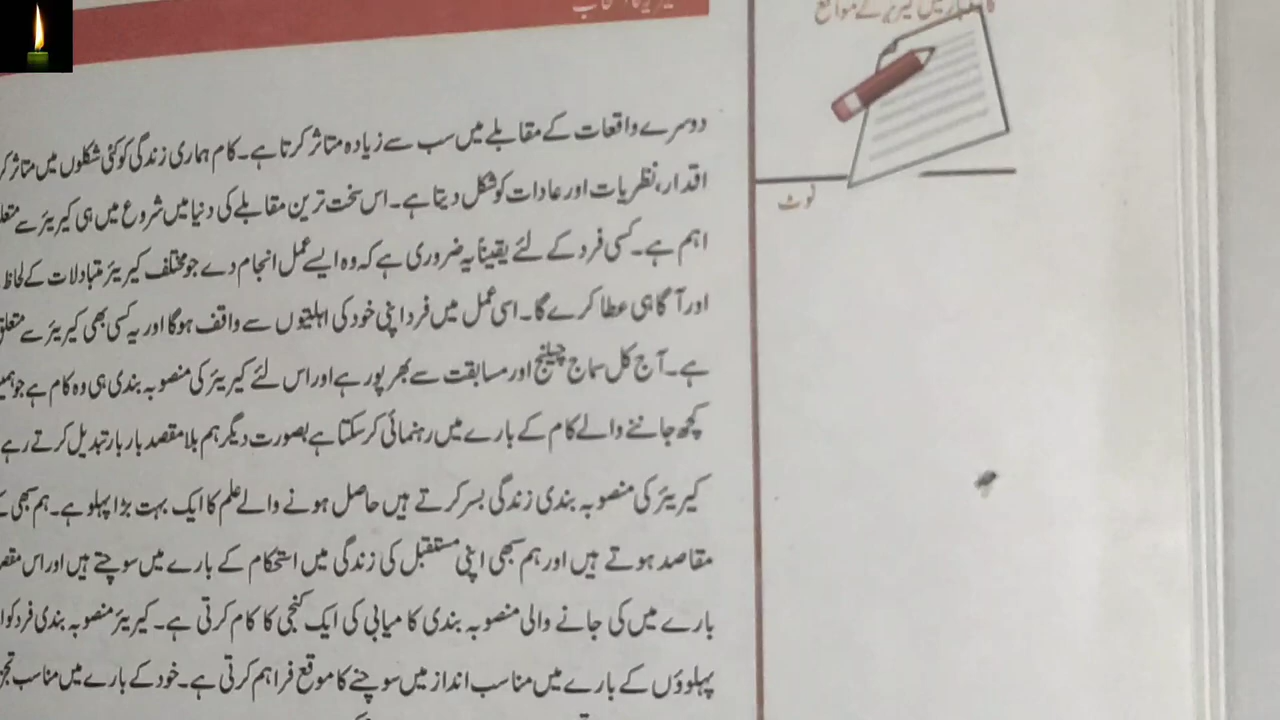 دوسرے واقعات کے مقابلے میں سب سے زیادہ متاثر کرتا ہے۔ کام ہماری زندگی کو کئی شکلوں میں متاثر
اقدار، نظریات اور عادات کو شکل دیتا ہے۔ اس سخت ترین مقابلے کی دنیا میں شروع میں ہی کیریئر سے
اہم ہے۔ کسی فرد کے لئے یقیناً یہ ضروری ہے کہ وہ ایسے عمل انجام دے جو مختلف کیریئر متبادلات کے لحاظ
اور آگاہی عطا کرے گا۔ اسی عمل میں فرد اپنی خود کی اہلیتوں سے واقف ہوگا اور یہ کسی بھی کیریئر سے
ہے۔ آج کل سماج چیلنج اور مسابقت سے بھر پور ہے اور اس لئے کیریئر کی منصوبہ بندی ہی وہ کام ہے جو
کچھ جاننے والے کام کے بارے میں رہنمائی کر سکتا ہے بصورت دیگر ہم بلا مقصد بار بار تبدیل کرتے رہے
کیریئر کی منصوبہ بندی زندگی بسر کرتے ہیں حاصل ہونے والے علم کا ایک بہت بڑا پہلو ہے۔ ہم سبھی
مقاصد ہوتے ہیں اور ہم سبھی اپنی مستقبل کی زندگی میں استحکام کے بارے میں سوچتے ہیں اور اس
بارے میں کی جانے والی منصوبہ بندی کامیابی کی ایک کنجی کا کام کرتی ہے۔ کیریئر منصوبہ بندی فرد کو
پہلوؤں کے بارے میں مناسب انداز میں سوچنے کا موقع فراہم کرتی ہے۔ خود کے بارے میں مناسب
کے مواقع
نوٹ